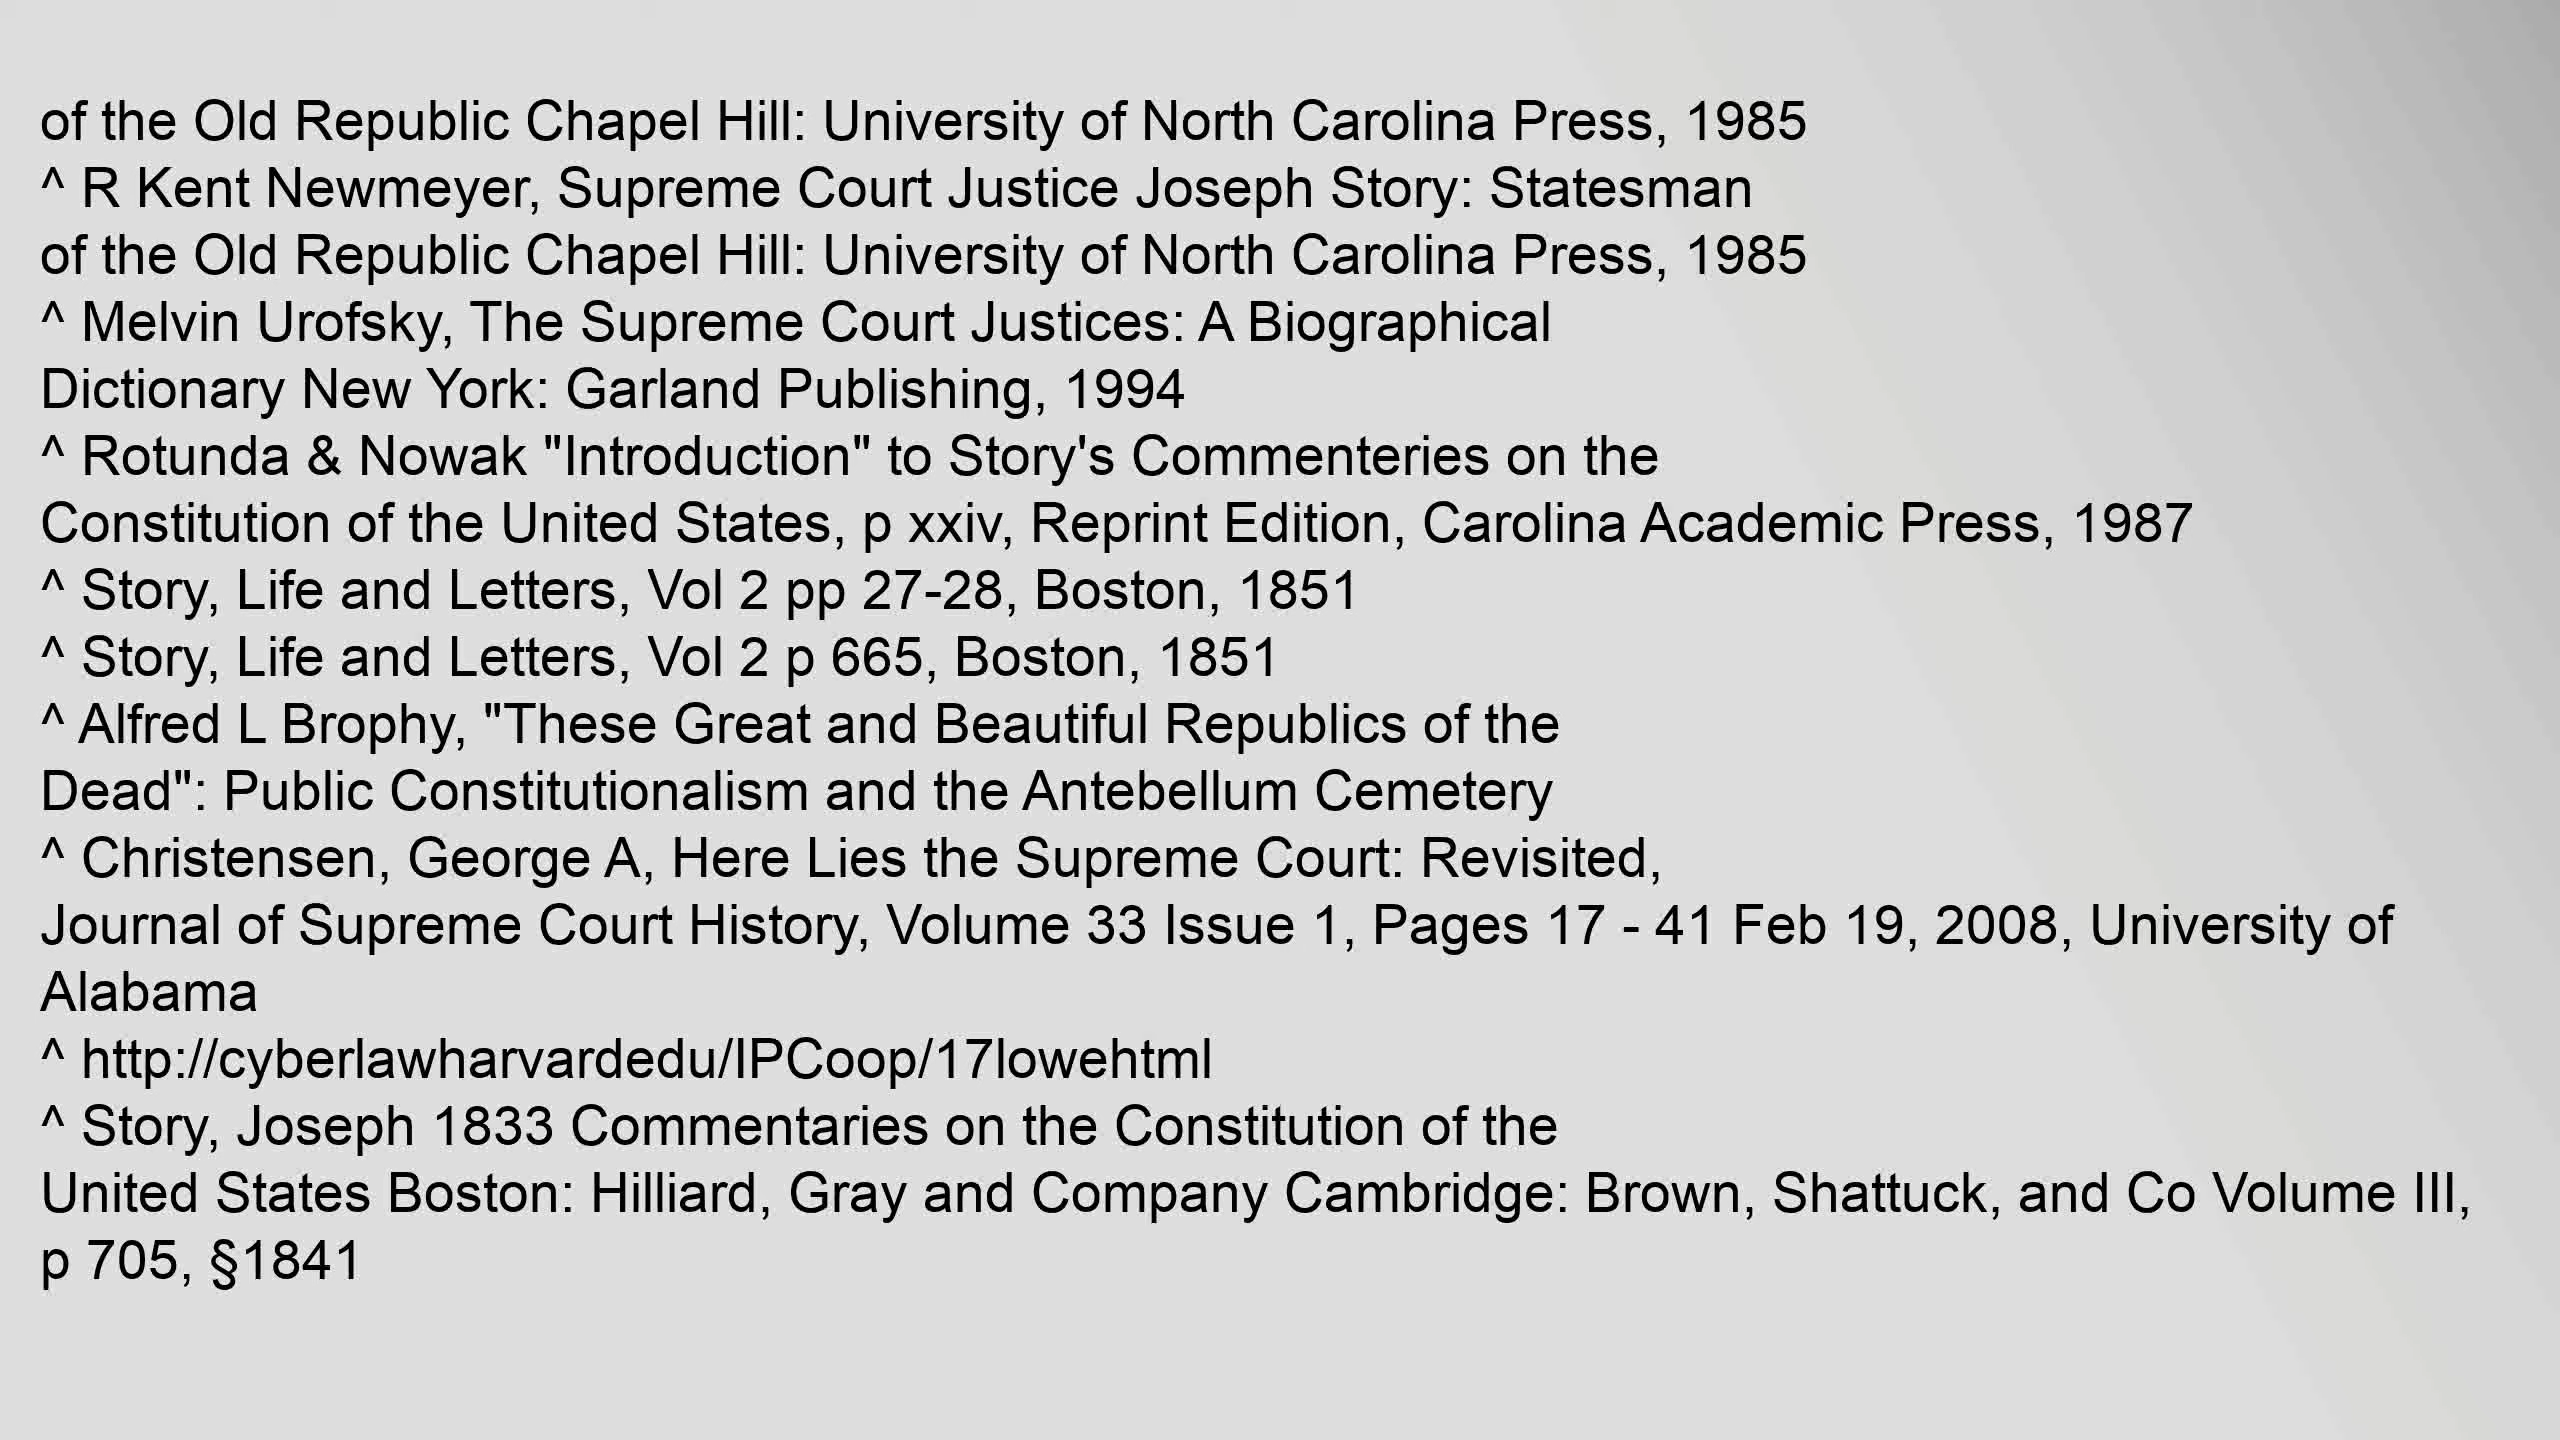 of the Old Republic Chapel Hill: University of North Carolina Press, 1985
^ R Kent Newmeyer, Supreme Court Justice Joseph Story: Statesman
of the Old Republic Chapel Hill: University of North Carolina Press, 1985
^ Melvin Urofsky, The Supreme Court Justices: A Biographical
Dictionary New York: Garland Publishing, 1994
^ Rotunda & Nowak "Introduction" to Story's Commenteries on the
Constitution of the United States, p xxiv, Reprint Edition, Carolina Academic Press, 1987
^ Story, Life and Letters, Vol 2 pp 27-28, Boston, 1851
^ Story, Life and Letters, Vol 2 p 665, Boston, 1851
^ Alfred L Brophy, "These Great and Beautiful Republics of the
Dead": Public Constitutionalism and the Antebellum Cemetery
^ Christensen, George A, Here Lies the Supreme Court: Revisited,
Journal of Supreme Court History, Volume 33 Issue 1, Pages 17 - 41 Feb 19, 2008, University of
Alabama
^ http://cyberlawharvardedu/IPCoop/17lowehtml
^ Story, Joseph 1833 Commentaries on the Constitution of the
United States Boston: Hilliard, Gray and Company Cambridge: Brown, Shattuck, and Co Volume III,
p 705, §1841